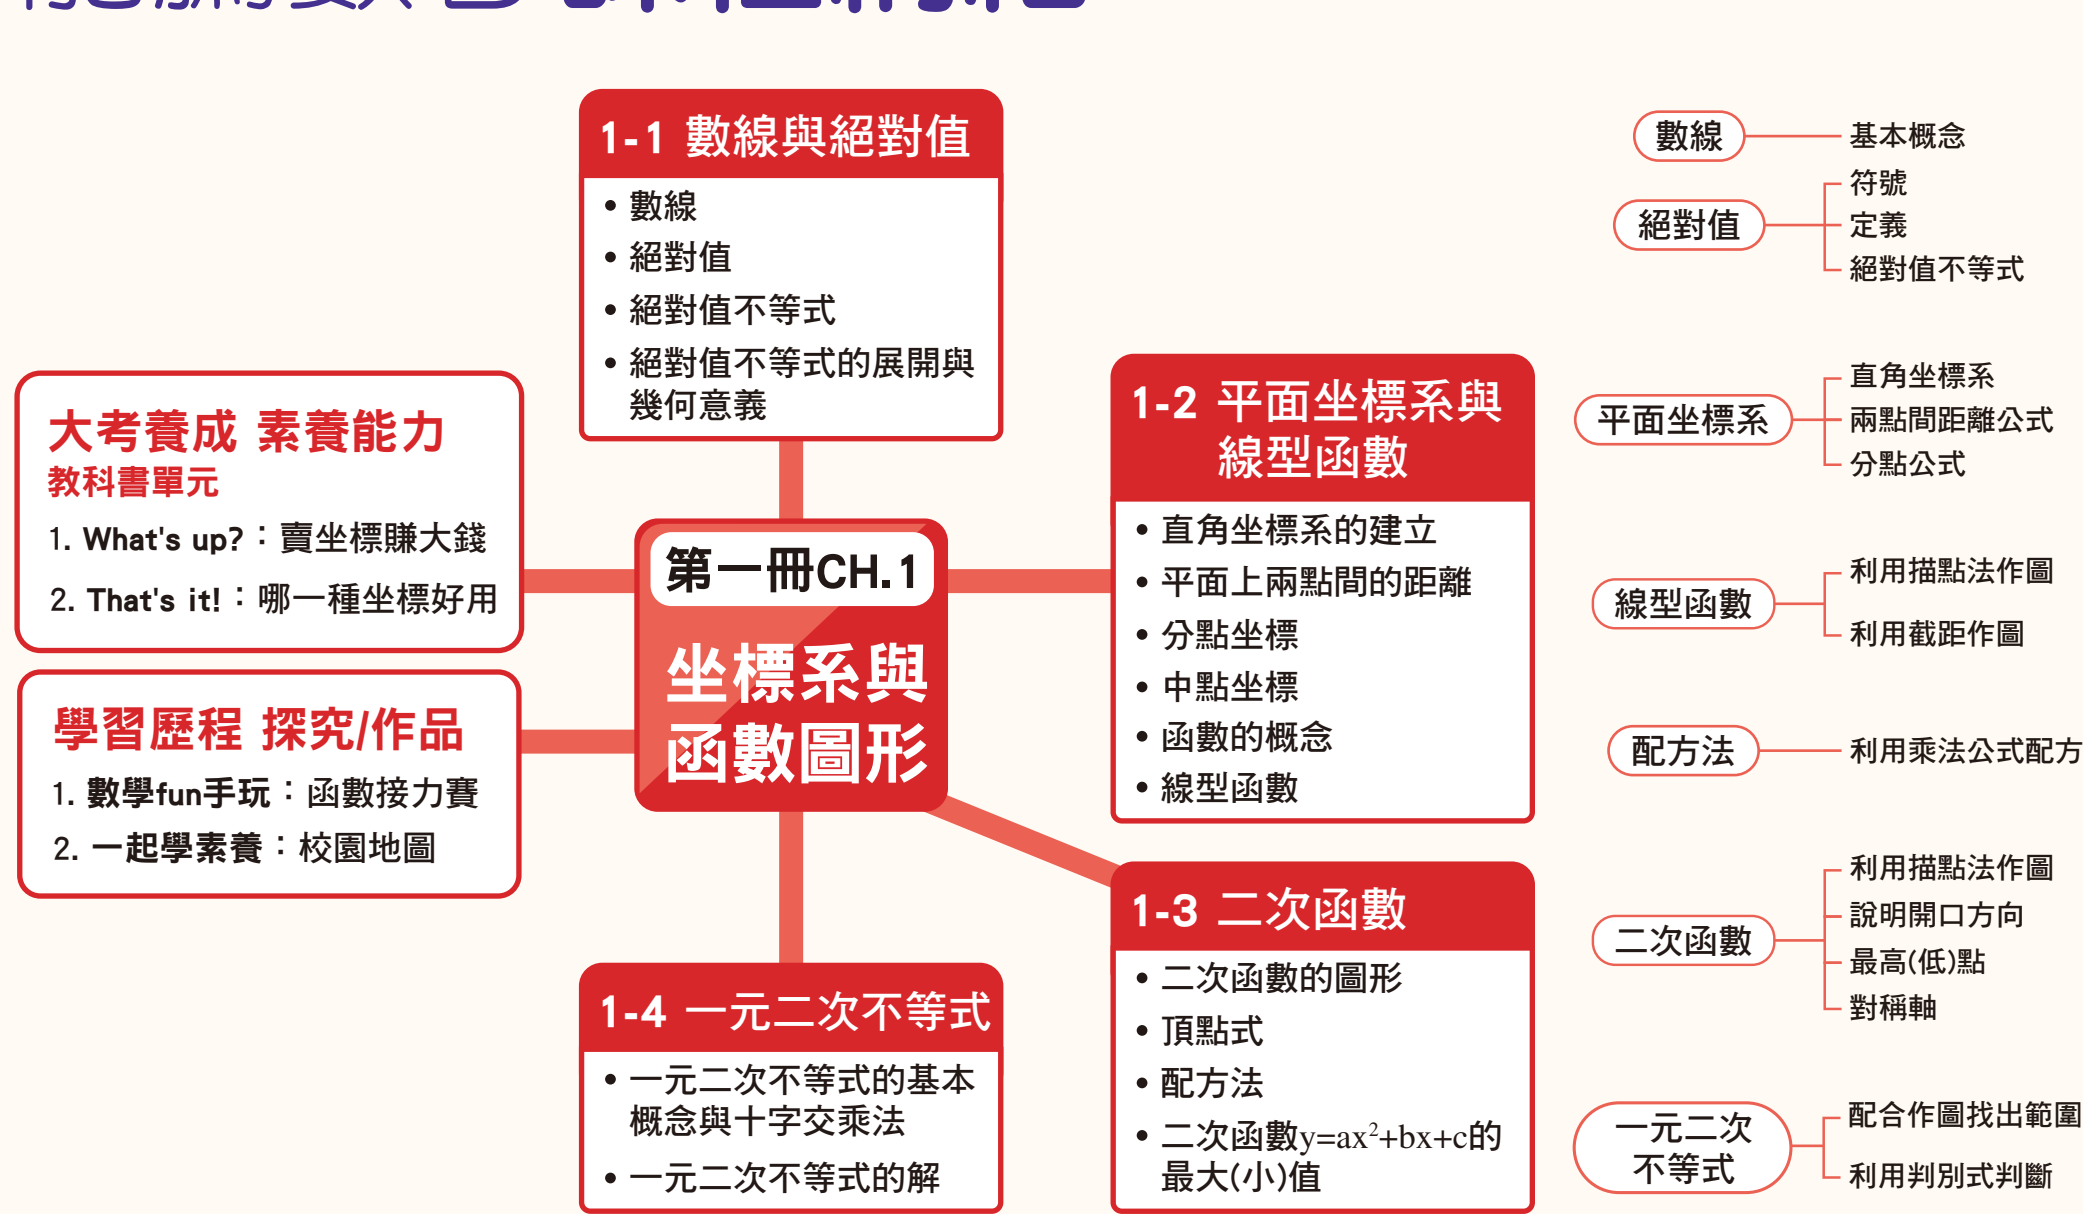 1-1 數線與絕對值
• 數線
• 絕對值
• 絕對值不等式
• 絕對值不等式的展開與
幾何意義
大考養成 素養能力
教科書單元
1. What's up?：賣坐標賺大錢
2. That's it!：哪一種坐標好用
學習歷程 探究/作品
1. 數學fun手玩：函數接力賽
2. 一起學素養：校園地圖
第一冊CH.1
坐標系與
函數圖形
1-2 平面坐標系與
線型函數
• 直角坐標系的建立
• 平面上兩點間的距離
• 分點坐標
• 中點坐標
• 函數的概念
• 線型函數
1-3 二次函數
• 二次函數的圖形
• 頂點式
• 配方法
• 二次函數y=ax²+bx+c的
最大(小)值
1-4 一元二次不等式
• 一元二次不等式的基本
概念與十字交乘法
• 一元二次不等式的解
數線
基本概念
絕對值
符號
定義
絕對值不等式
平面坐標系
直角坐標系
兩點間距離公式
分點公式
線型函數
利用描點法作圖
利用截距作圖
配方法
利用乘法公式配方
二次函數
利用描點法作圖
說明開口方向
最高(低)點
對稱軸
一元二次
不等式
配合作圖找出範圍
利用判別式判斷